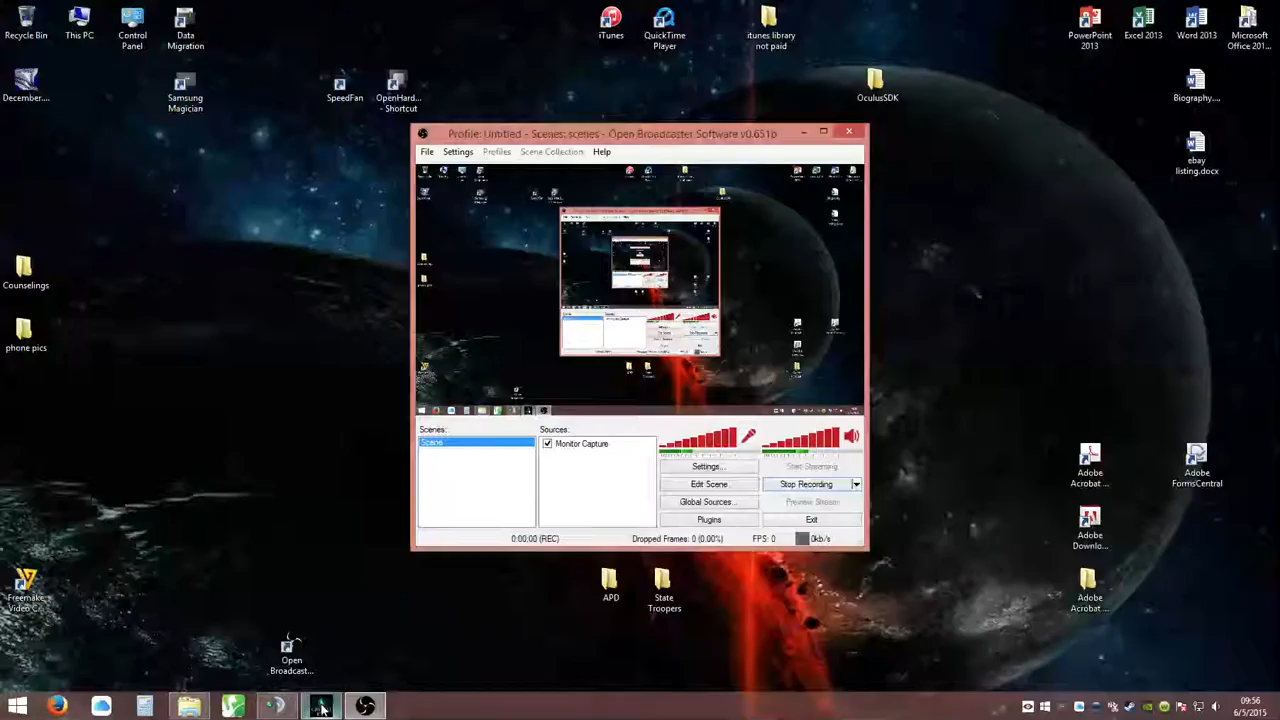 Recycle Bin
This PC
Control
Panel
Data
Migration
iTunes
QuickTime
Player
itunes library
not paid
PowerPoint
2013
Excel 2013
Word 2013
Microsoft
Office 201...
December....
Samsung
Magician
SpeedFan
OpenHard...
- Shortcut
OculusSDK
Biography....
ebay
listing.docx
Profile: Untitled - Scenes: scenes - Open Broadcaster Software v0.651b
File
Settings
Profiles
Scene Collection
Help
Counselings
Scenes:
Sources:
Scene
Monitor Capture
Settings...
Start Streaming
Edit Scene
Stop Recording
Global Sources...
Preview Stream
Plugins
Exit
0:00:00 (REC)
Dropped Frames: 0 (0.00%)
FPS: 0
0kb/s
Adobe
Acrobat ...
Adobe
FormsCentral
Adobe
Downlo...
Freemake
Video C...
APD
State
Troopers
Adobe
Acrobat ...
Open
Broadcast...
09:56
6/5/2015